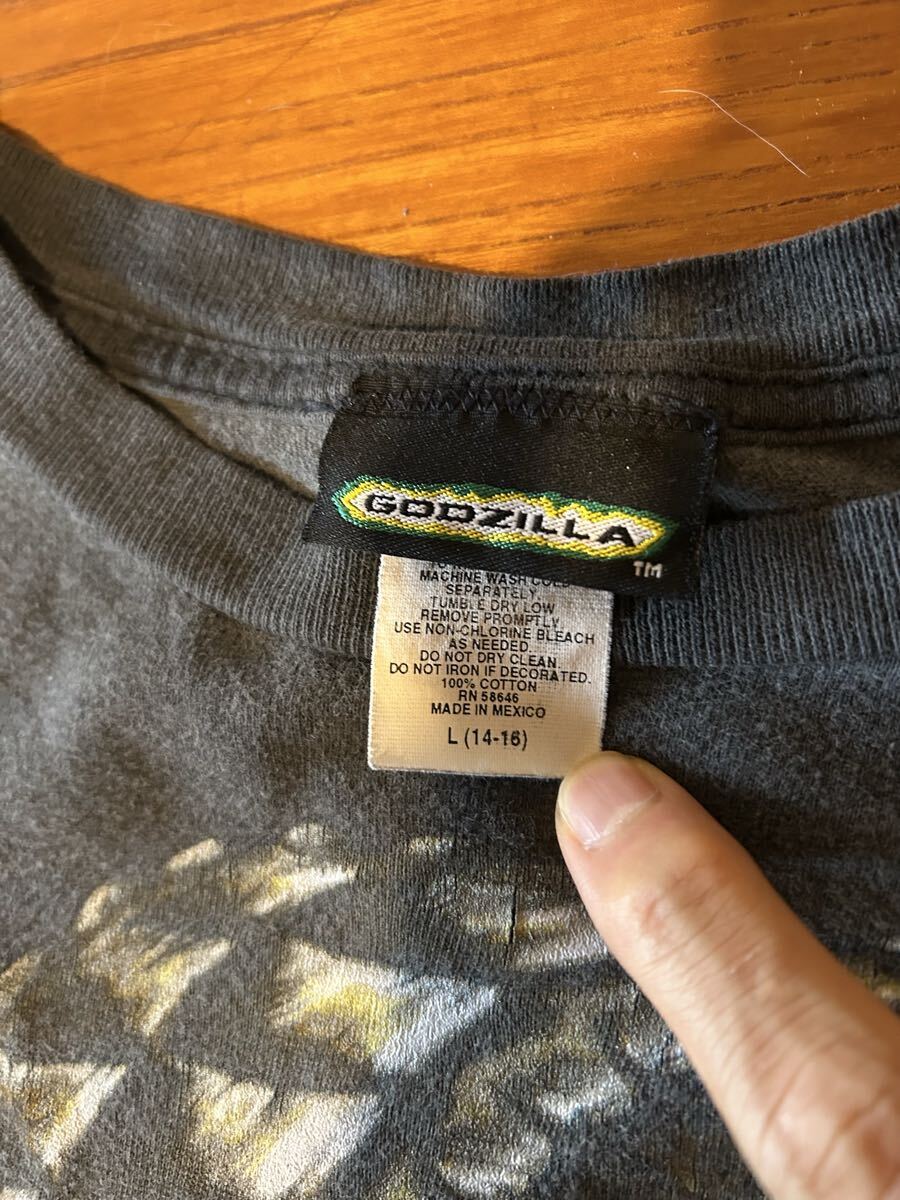 GODZILLA
TM
MACHINE WASH COLD
SEPARATELY.
TUMBLE DRY LOW
REMOVE PROMPTLY.
USE NON-CHLORINE BLEACH
AS NEEDED.
DO NOT DRY CLEAN.
DO NOT IRON IF DECORATED.
100% COTTON
RN 58646
MADE IN MEXICO
L (14-16)